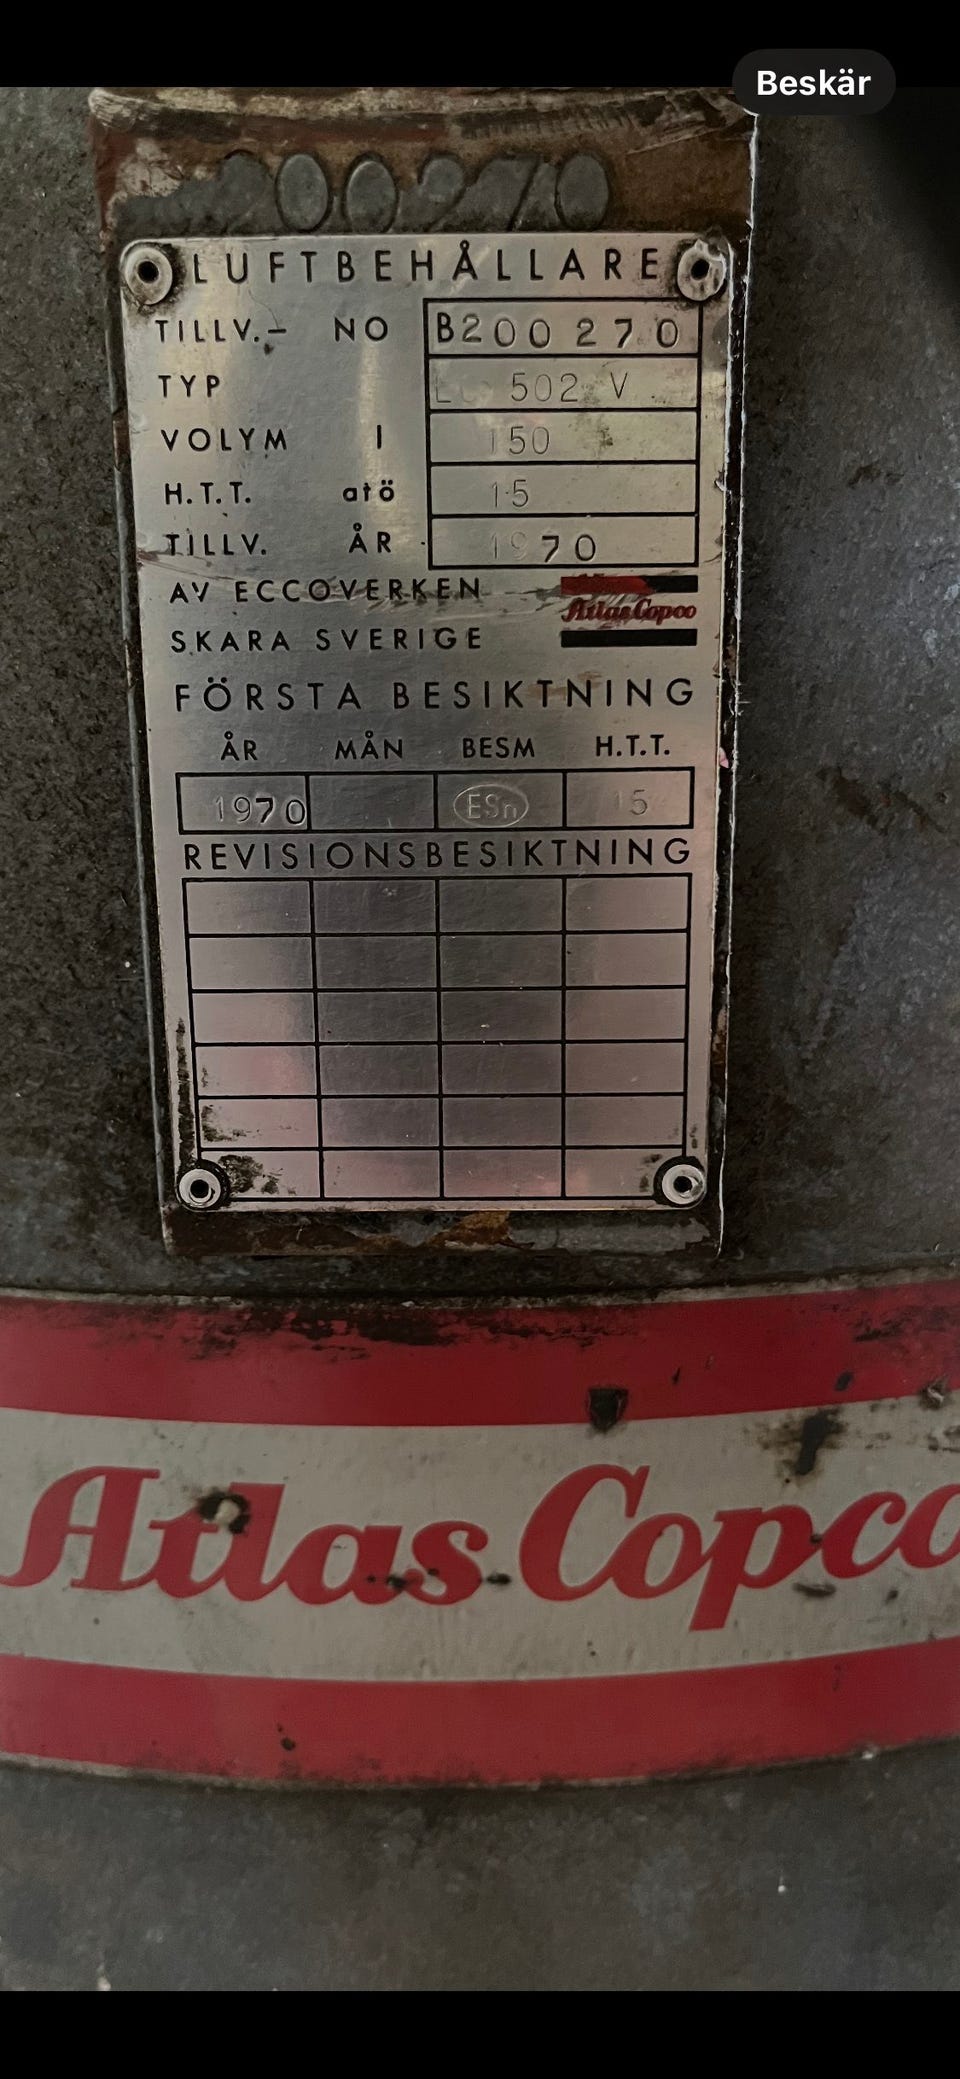 Beskär
200270
LUFTBEHÅLLARE
TILLV.- NO B200 270
TYP 502 V
VOLYM l 150
H.T.T. atö 15
TILLV. ÅR 1970
AV ECCOVERKEN
Atlas Copco
SKARA SVERIGE
FÖRSTA BESIKTNING
ÅR MÅN BESM H.T.T.
1970 ESn 15
REVISIONSBESIKTNING
Atlas Copco